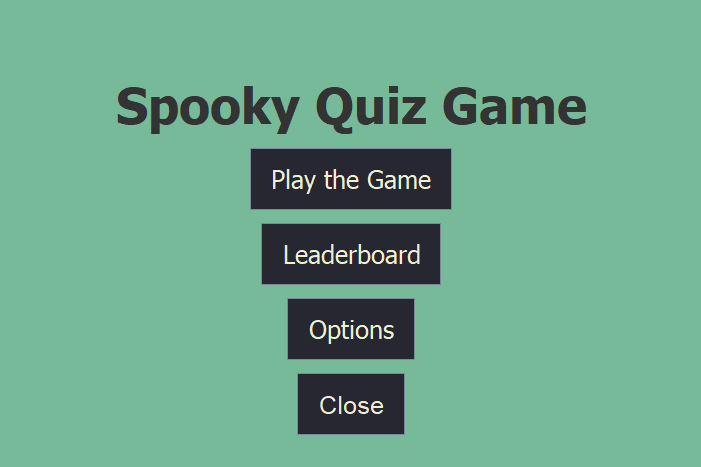 Spooky Quiz Game
Play the Game
Leaderboard
Options
Close